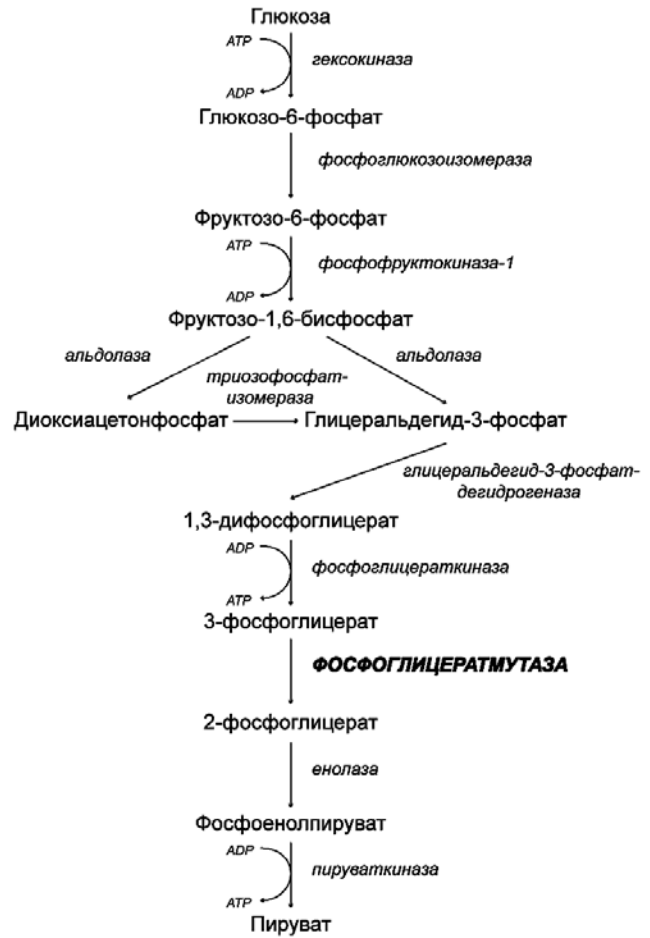 Глюкоза
ATP
гексокиназа
ADP
Глюкозо-6-фосфат
фосфоглюкозоизомераза
Фруктозо-6-фосфат
ATP
фосфофруктокиназа-1
ADP
Фруктозо-1,6-бисфосфат
альдолаза
альдолаза
триозофосфат-
изомераза
Диоксиацетонфосфат
Глицеральдегид-3-фосфат
глицеральдегид-3-фосфат-
дегидрогеназа
1,3-дифосфоглицерат
ADP
фосфоглицераткиназа
ATP
3-фосфоглицерат
ФОСФОГЛИЦЕРАТМУТАЗА
2-фосфоглицерат
енолаза
Фосфоенолпируват
ADP
пируваткиназа
ATP
Пируват